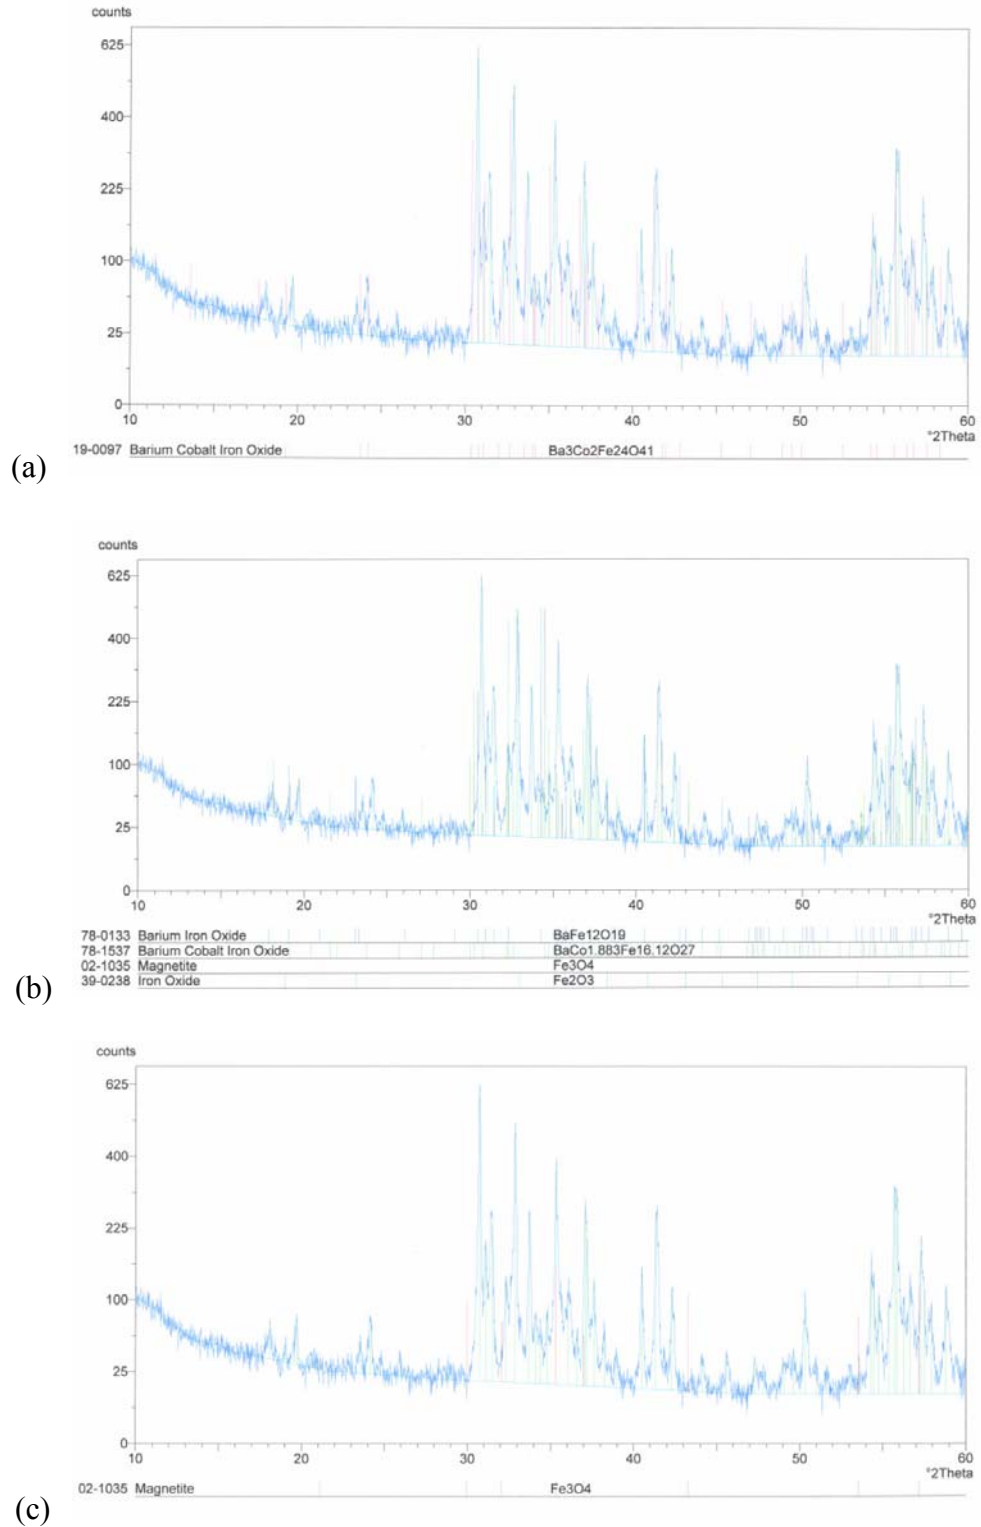 counts
625
400
225
100
25
0
10 20 30 40 50 60
°2Theta
19-0097 Barium Cobalt Iron Oxide Ba3Co2Fe24O41
(a)
counts
625
400
225
100
25
0
10 20 30 40 50 60
°2Theta
78-0133 Barium Iron Oxide BaFe12O19
78-1537 Barium Cobalt Iron Oxide BaCo1.883Fe16.12O27
02-1035 Magnetite Fe3O4
39-0238 Iron Oxide Fe2O3
(b)
counts
625
400
225
100
25
0
10 20 30 40 50 60
°2Theta
02-1035 Magnetite Fe3O4
(c)